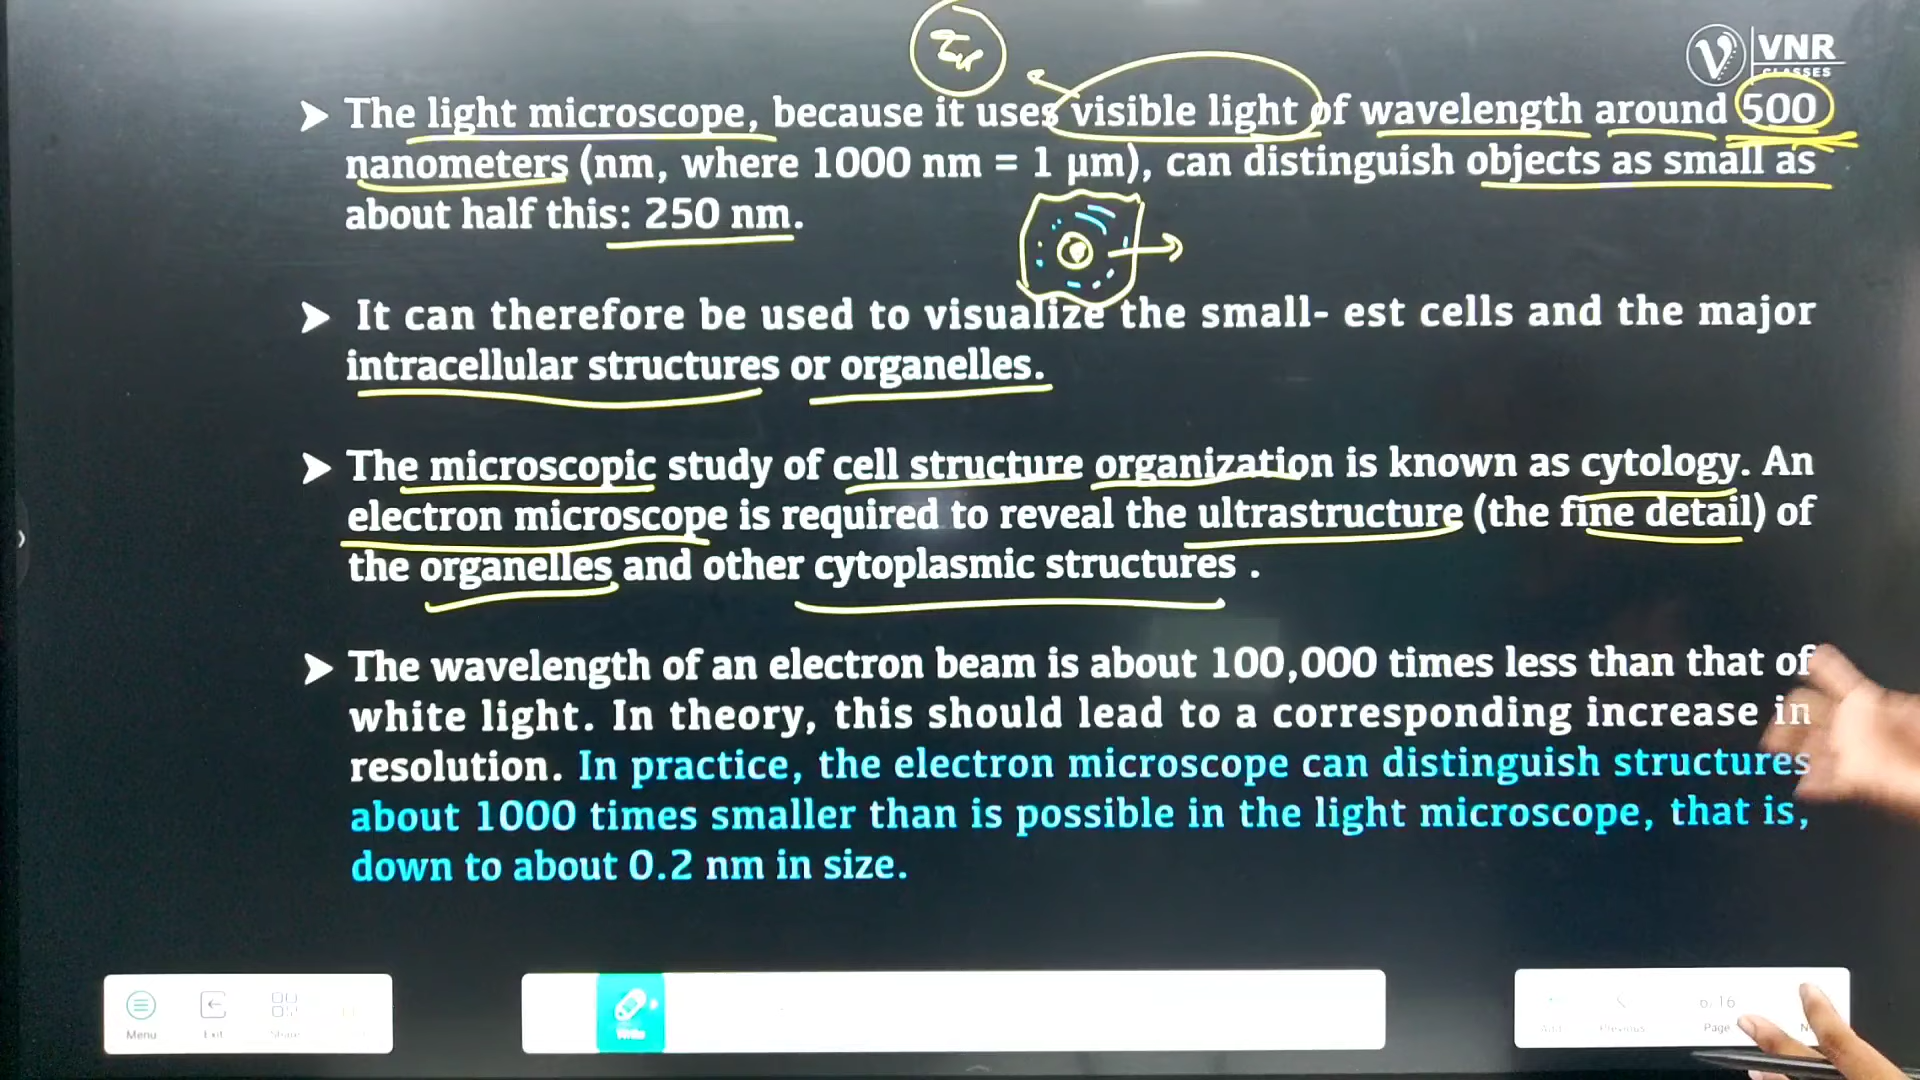 VNR
CLASSES
➤ The light microscope, because it uses visible light of wavelength around 500
nanometers (nm, where 1000 nm = 1 µm), can distinguish objects as small as
about half this: 250 nm.
➤ It can therefore be used to visualize the small- est cells and the major
intracellular structures or organelles.
➤ The microscopic study of cell structure organization is known as cytology. An
electron microscope is required to reveal the ultrastructure (the fine detail) of
the organelles and other cytoplasmic structures .
➤ The wavelength of an electron beam is about 100,000 times less than that of
white light. In theory, this should lead to a corresponding increase in
resolution. In practice, the electron microscope can distinguish structures
about 1000 times smaller than is possible in the light microscope, that is,
down to about 0.2 nm in size.
Menu Exit Share Write Add Previous Page